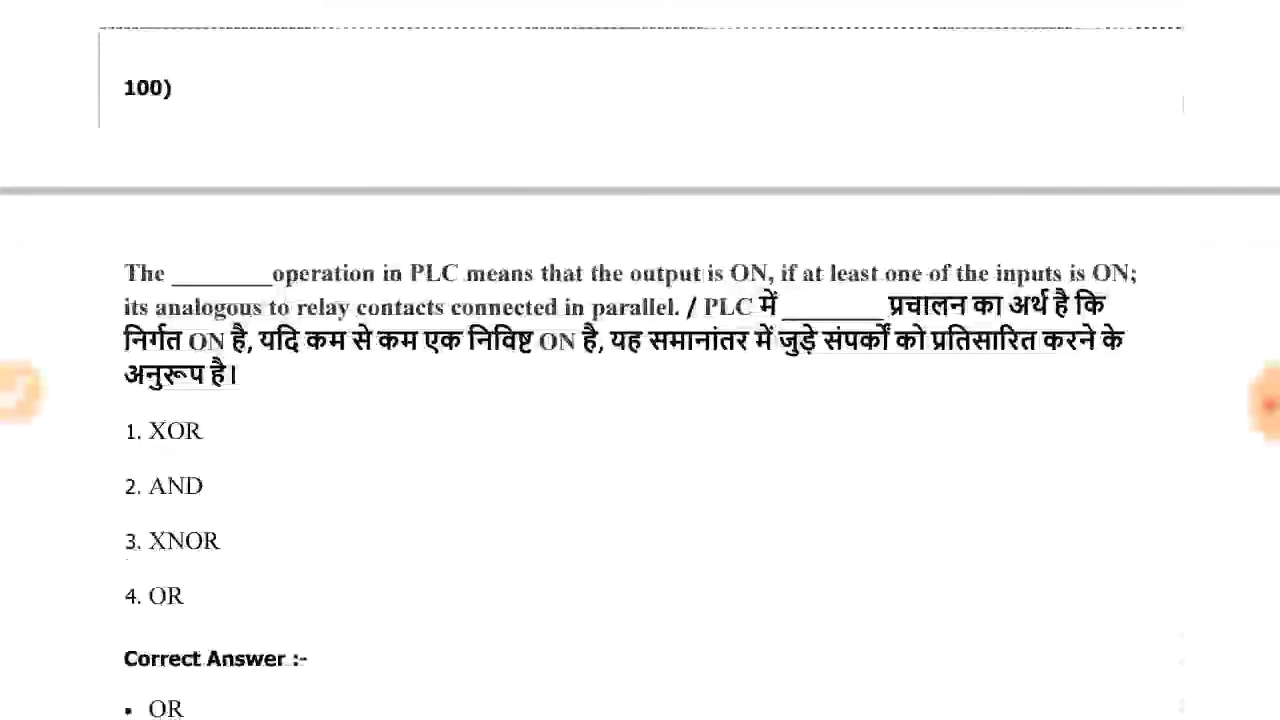 100)
The ________ operation in PLC means that the output is ON, if at least one of the inputs is ON;
its analogous to relay contacts connected in parallel. / PLC में ________ प्रचालन का अर्थ है कि
निर्गत ON है, यदि कम से कम एक निविष्ट ON है, यह समानांतर में जुड़े संपर्कों को प्रतिसारित करने के
अनुरूप है।
1. XOR
2. AND
3. XNOR
4. OR
Correct Answer :-
▪ OR